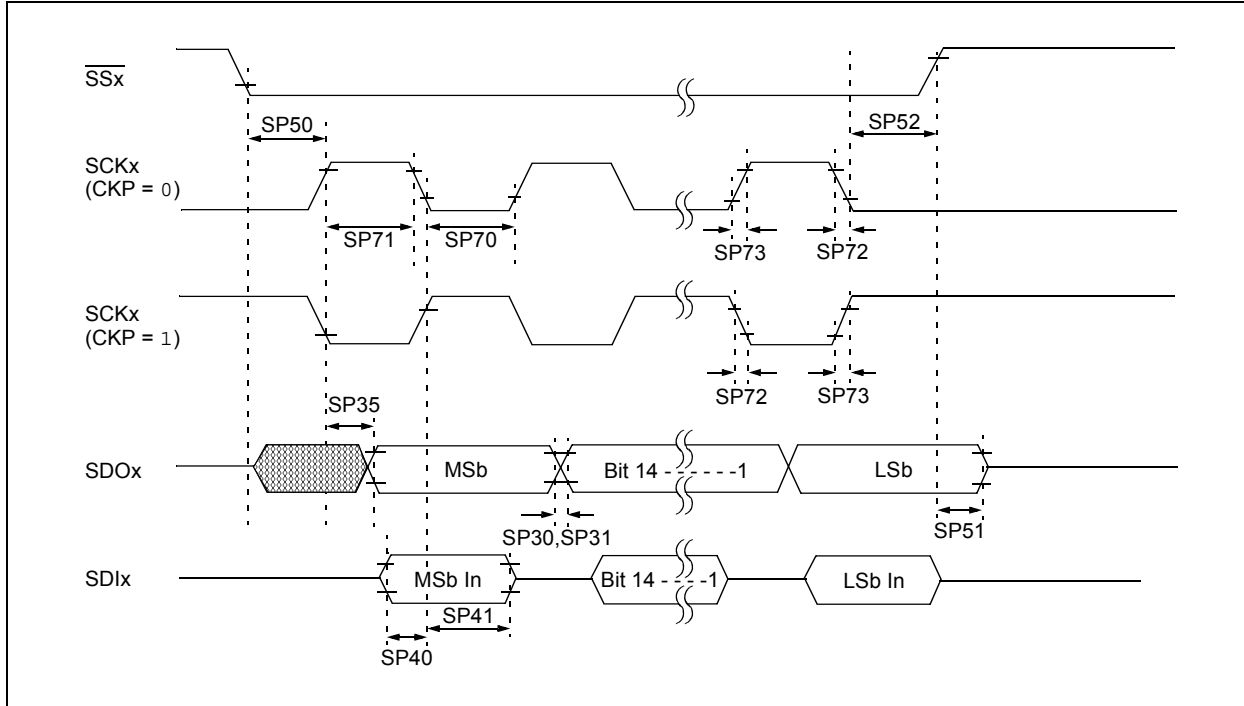 SSx
SP50
SP52
SCKx
(CKP = 0)
SP71
SP70
SP73
SP72
SCKx
(CKP = 1)
SP72
SP73
SP35
SDOx
MSb
Bit 14 - - - - - -1
LSb
SP30,SP31
SP51
SDIx
MSb In
Bit 14 - - - -1
LSb In
SP41
SP40